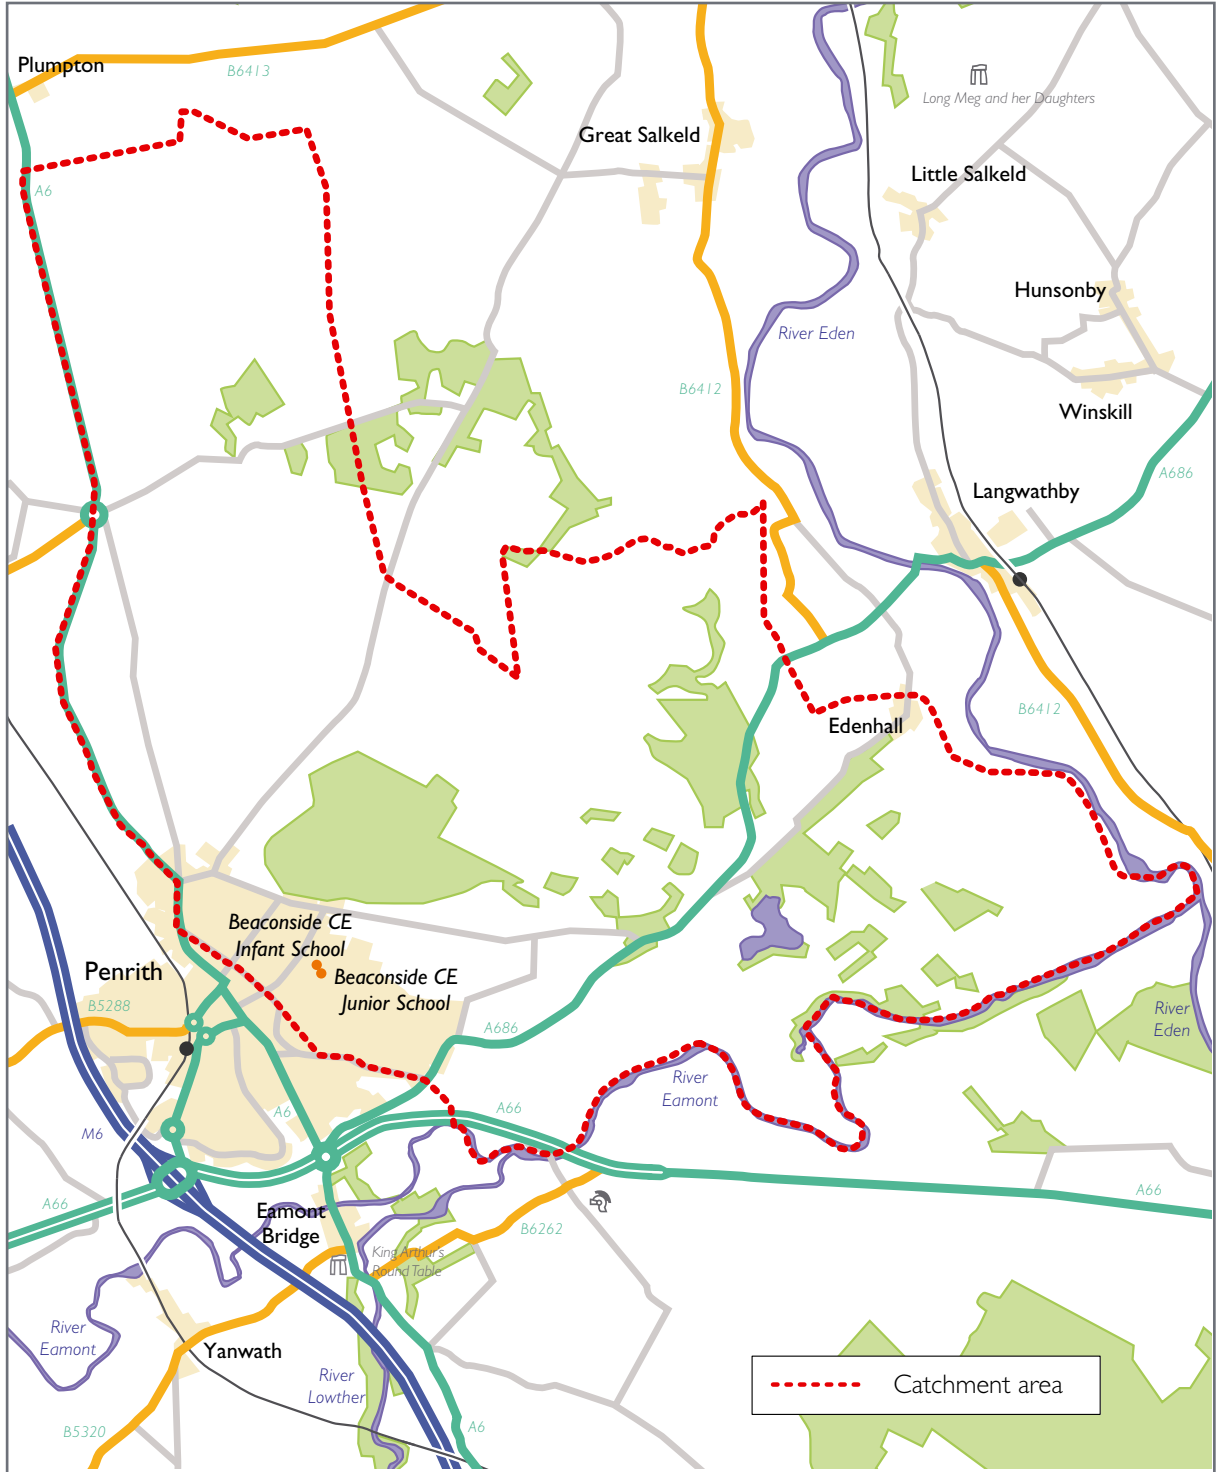 Plumpton
B6413
Long Meg and her Daughters
Great Salkeld
Little Salkeld
A6
Hunsonby
River Eden
B6412
Winskill
A686
Langwathby
B6412
Edenhall
Beaconside CE
Infant School
Penrith
Beaconside CE
Junior School
B5288
River
Eden
A686
River
Eamont
A6
A66
M6
A66
A66
Eamont
Bridge
B6262
King Arthur's
Round Table
River
Eamont
Yanwath
River
Lowther
Catchment area
B5320
A6